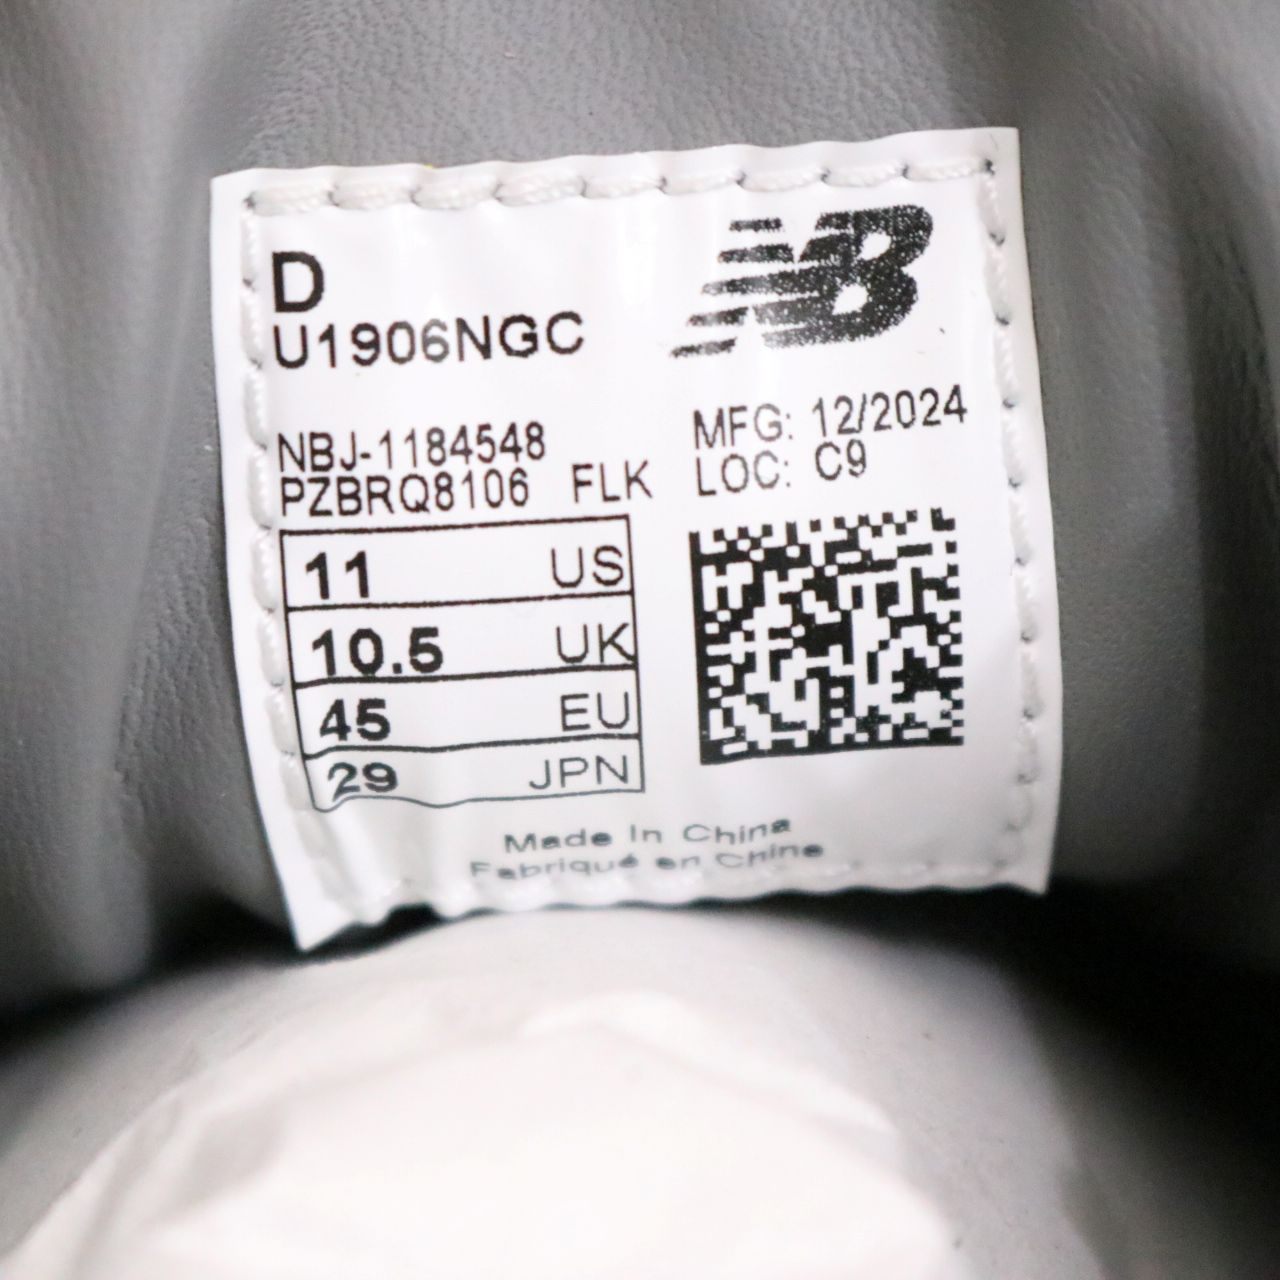 D
U1906NGC
NB
NBJ-1184548
PZBRQ8106 FLK
MFG: 12/2024
LOC: C9
11 US
10.5 UK
45 EU
29 JPN
Made In China
Fabriqué en Chine